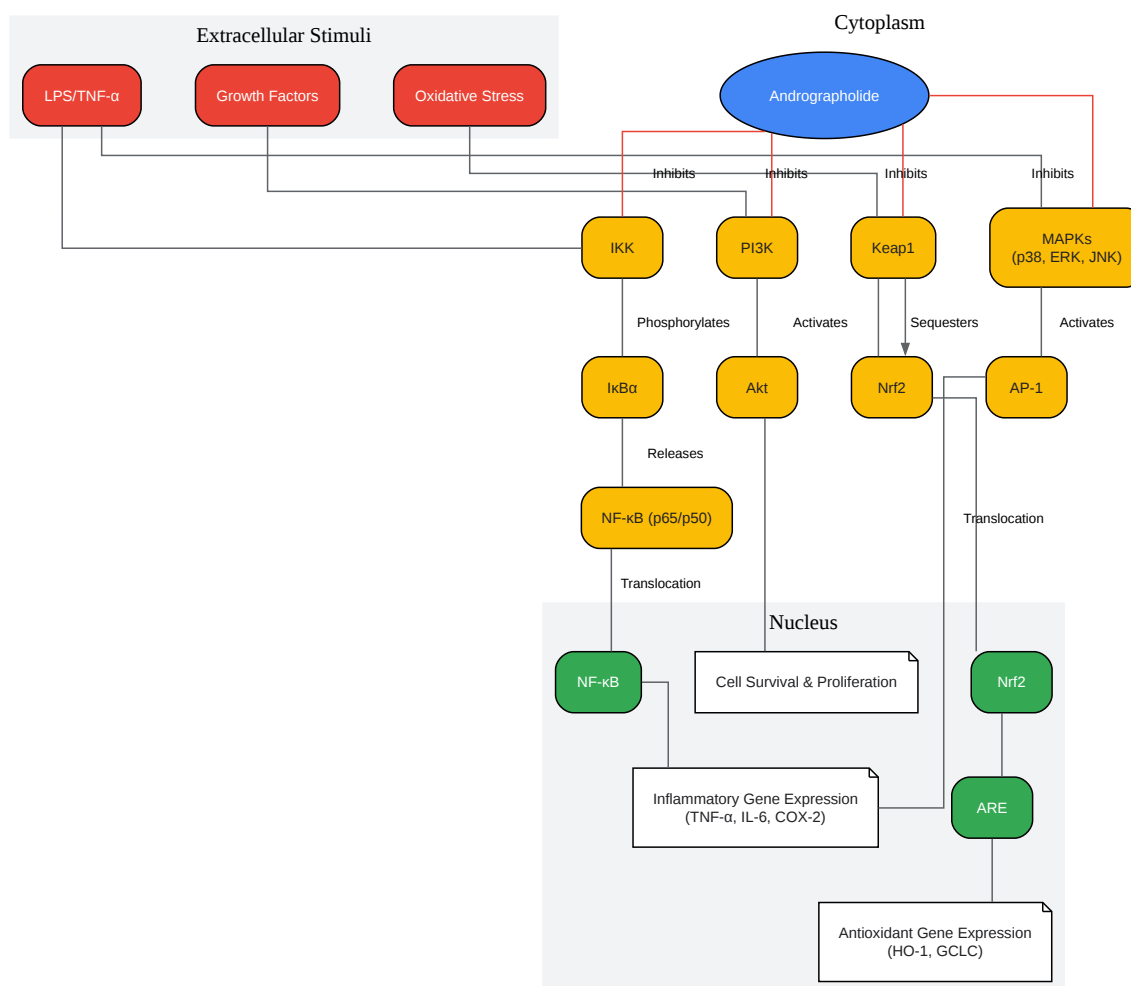 Cytoplasm
Extracellular Stimuli
LPS/TNF-α
Growth Factors
Oxidative Stress
Andrographolide
Inhibits
Inhibits
Inhibits
Inhibits
IKK
PI3K
Keap1
MAPKs
(p38, ERK, JNK)
Phosphorylates
Activates
Sequesters
Activates
IκBα
Akt
Nrf2
AP-1
Releases
NF-κB (p65/p50)
Translocation
Translocation
Nucleus
NF-κB
Cell Survival & Proliferation
Nrf2
Inflammatory Gene Expression
(TNF-α, IL-6, COX-2)
ARE
Antioxidant Gene Expression
(HO-1, GCLC)